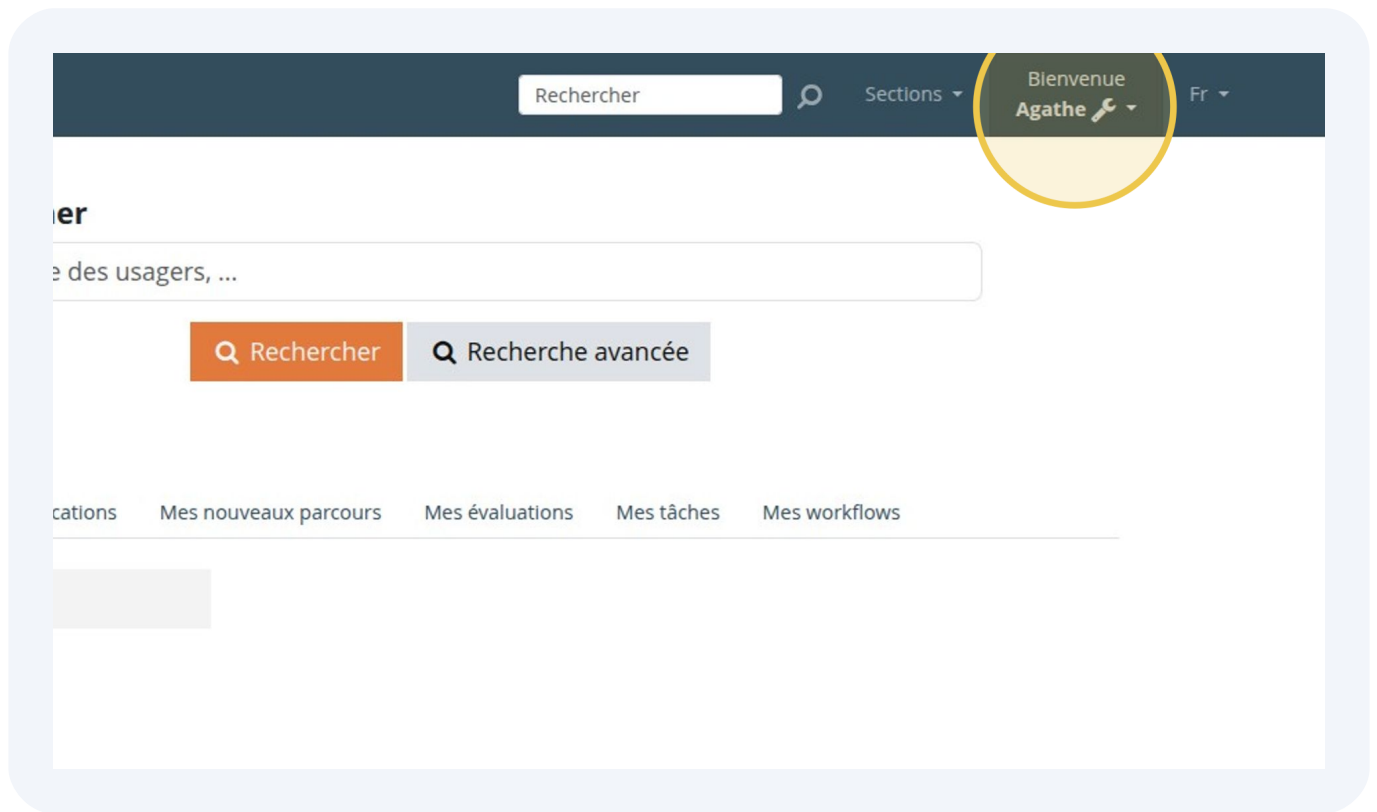 Rechercher
Sections
Bienvenue
Agathe
Fr
er
e des usagers, ...
Rechercher
Recherche avancée
cations
Mes nouveaux parcours
Mes évaluations
Mes tâches
Mes workflows